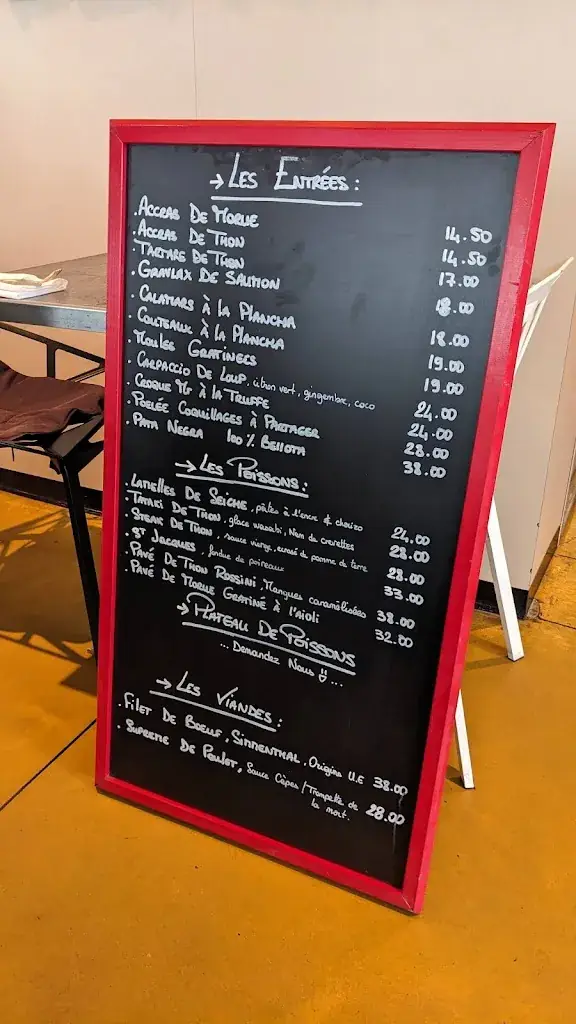 → Les Entrées :
. Accras De Morue 14.50
. Accras De Thon 14.50
. Tartare De Thon 17.00
. Gravlax De Saumon 18.00
. Calamars à la Plancha 18.00
. Couteaux à la Plancha 19.00
. Moules Gratinees 19.00
. Carpaccio De Loup, citron vert, gingembre, coco 24.00
. Croque Mr à la Truffe 24.00
. Poelée Coquillages à Partager 28.00
. Pata Negra 100% Bellota 38.00
→ Les Poissons :
. Lamelles De Seiche, pâtes à l'encre & chorizo 24.00
. Tataki De Thon, glace wasabi, Nem de crevettes 28.00
. Steak De Thon, sauce vierge, ecrasé de pomme de terre 28.00
. St Jacques, fondue de poireaux 33.00
. Pavé De Thon Rossini, Mangues caramélisées 38.00
. Pavé De Morue Gratiné à l'aïoli 32.00
→ Plateau De Poissons
... Demandez Nous ...
→ Les Viandes :
. Filet De Boeuf, Simmenthal, Origine U.E 38.00
. Supreme De Poulet, Sauce Cèpes / Trompette de 28.00
la mort.